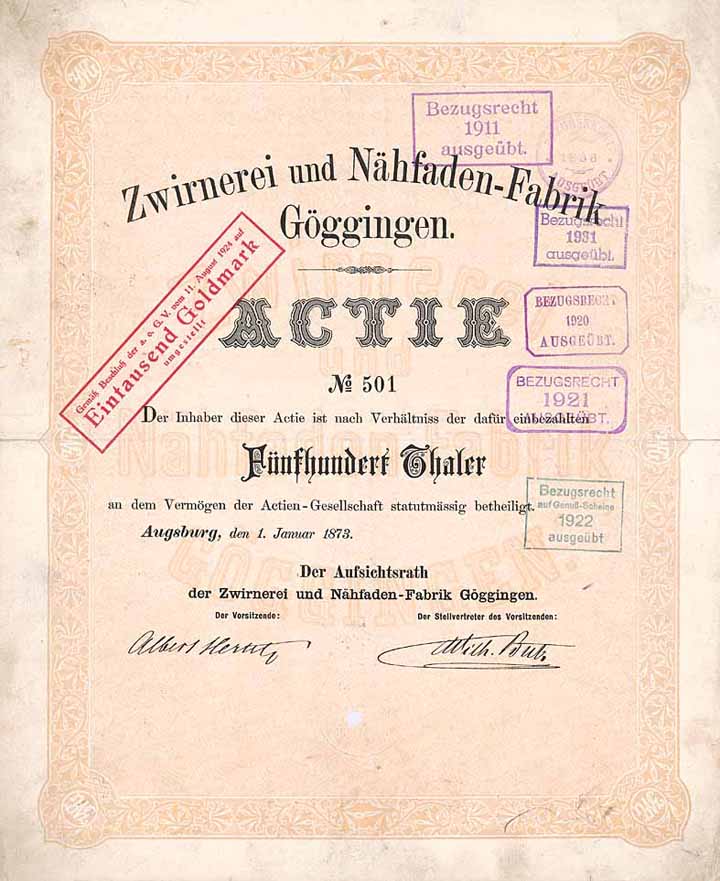 Bezugsrecht
1911
ausgeübt.
Zwirnerei und Nähfaden-Fabrik
Göggingen.
Bezugsrecht
1931
ausgeübt.
Gemäß Beschluß der a. o. G. V. vom 11. August 1924 auf
Eintausend Goldmark
umgestellt
ACTIE
BEZUGSRECHT
1920
AUSGEÜBT.
No 501
BEZUGSRECHT
1921
AUSGÜBT.
Der Inhaber dieser Actie ist nach Verhältniss der dafür einbezahlten
Fünfhundert Thaler
an dem Vermögen der Actien-Gesellschaft statutmässig betheiligt.
Bezugsrecht
auf Genuß-Scheine
1922
ausgeübt
Augsburg, den 1. Januar 1873.
Der Aufsichtsrath
der Zwirnerei und Nähfaden-Fabrik Göggingen.
Der Vorsitzende:
Der Stellvertreter des Vorsitzenden:
Albert
Wilh.